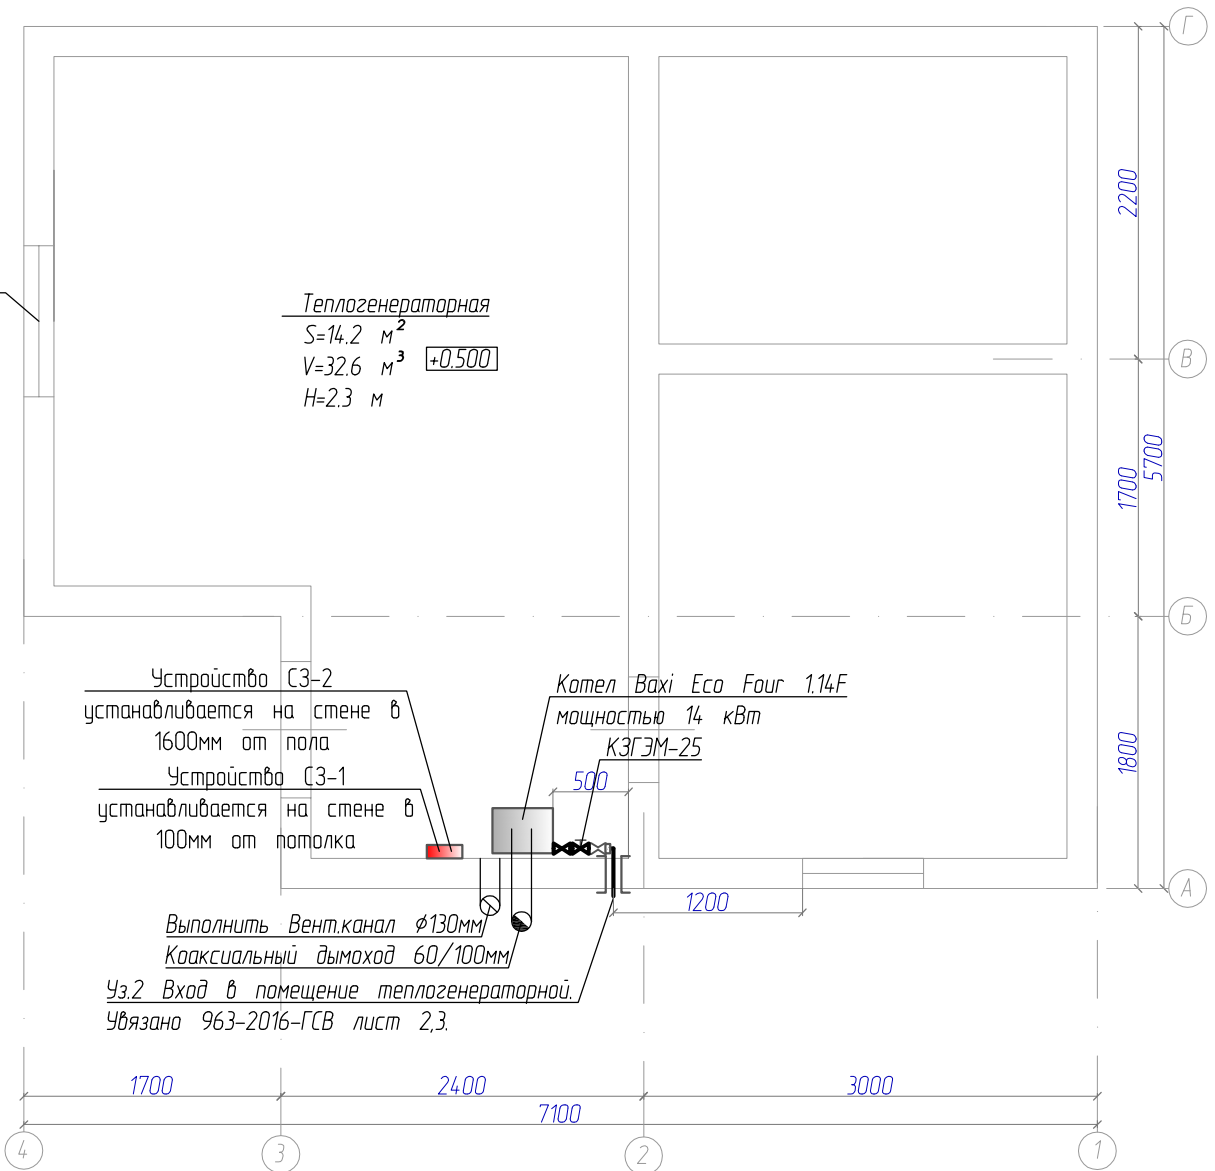 Г
2200
Теплогенераторная
S=14.2 м²
V=32.6 м³
+0.500
Н=2.3 м
В
1700
5700
Б
Устройство СЗ-2
устанавливается на стене в
1600мм от пола
Устройство СЗ-1
устанавливается на стене в
100мм от потолка
Котел Baxi Eco Four 1.14F
мощностью 14 кВт
КЗГЭМ-25
500
1800
А
1200
Выполнить Вент.канал ϕ130мм
Коаксиальный дымоход 60/100мм
Уз.2 Вход в помещение теплогенераторной.
Увязано 963-2016-ГСВ лист 2,3.
1700
2400
3000
7100
4
3
2
1